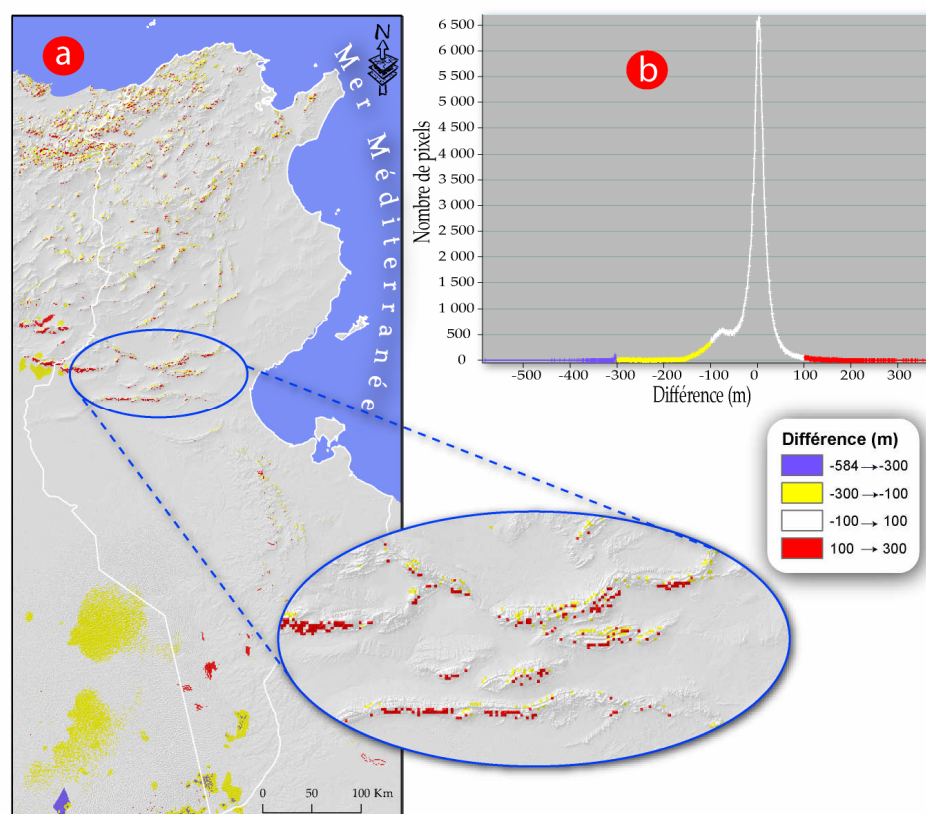 a
N
Mer Méditerranée
0 50 100 Km
b
Nombre de pixels
6 500
6 000
5 500
5 000
4 500
4 000
3 500
3 000
2 500
2 000
1 500
1 000
500
0
-500 -400 -300 -200 -100 0 100 200 300
Différence (m)
Différence (m)
-584→-300
-300→-100
-100→100
100→300